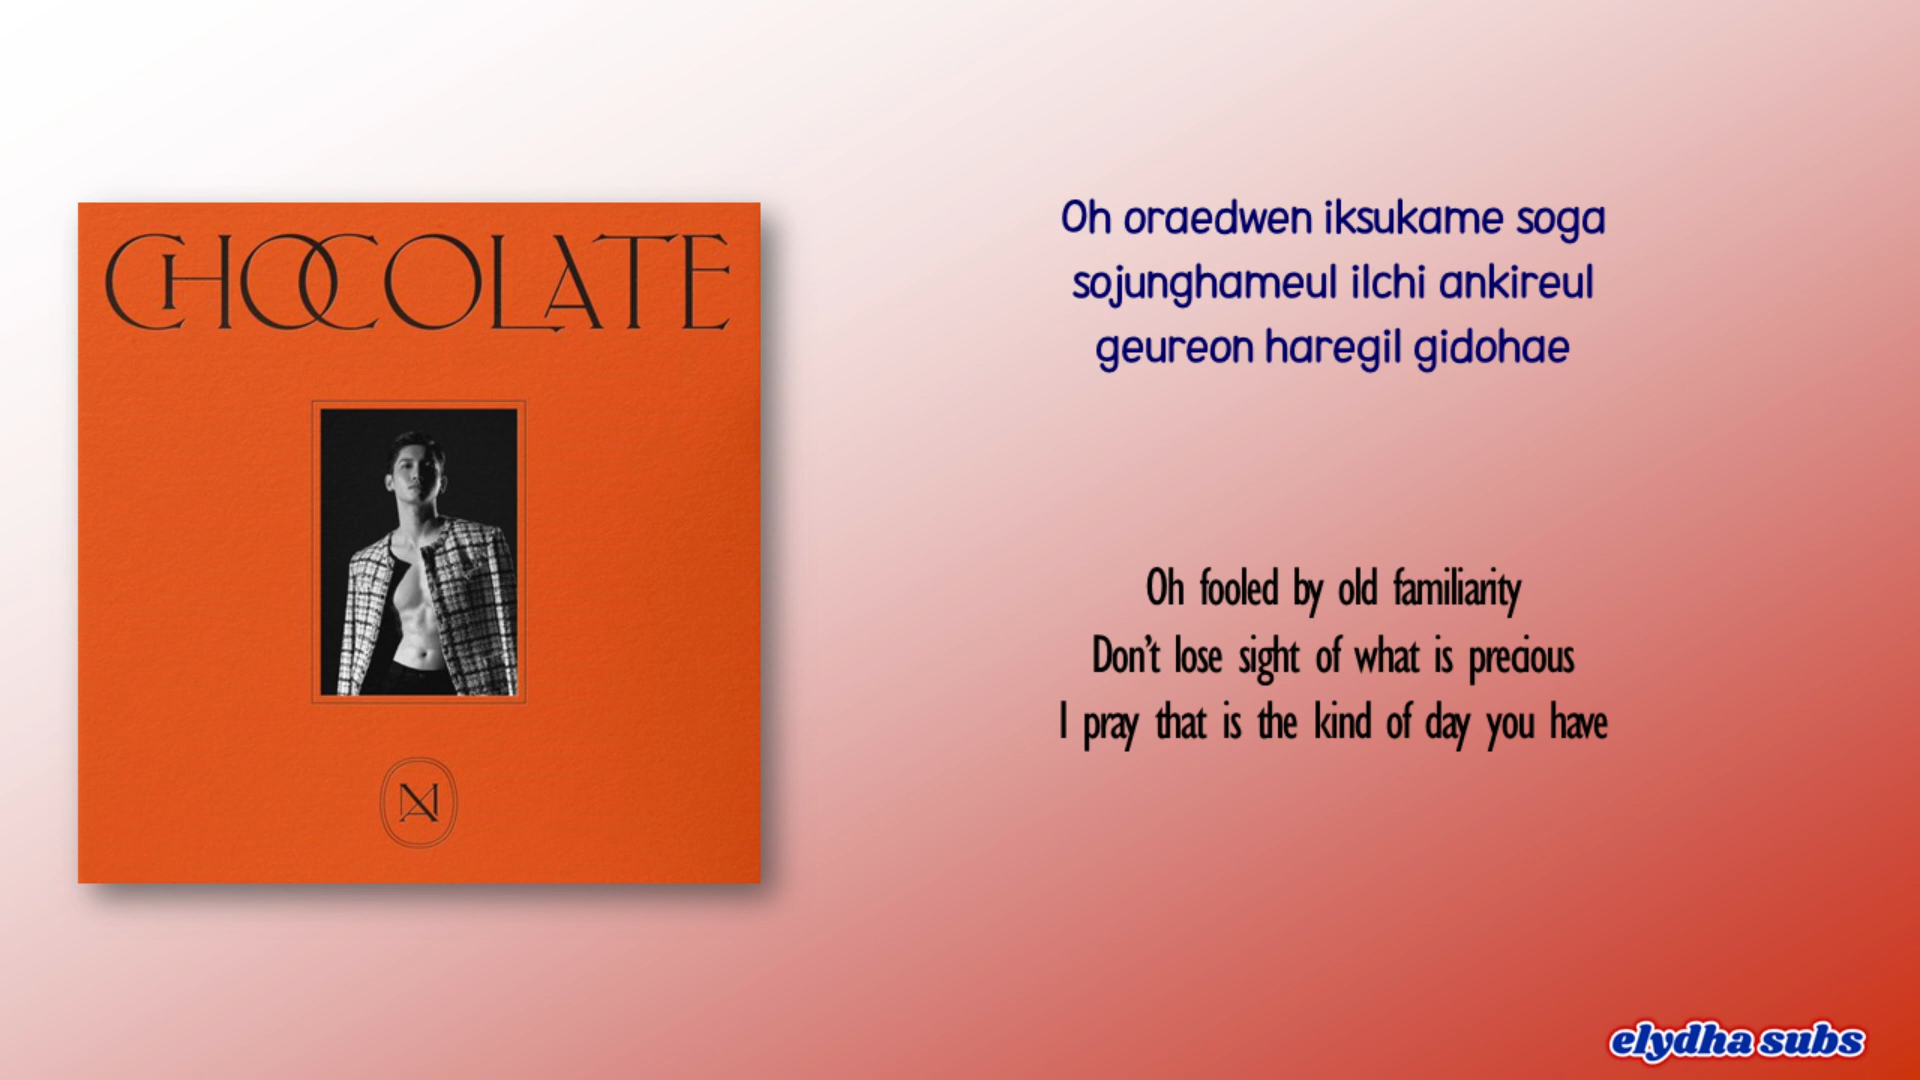 CHOCOLATE
Oh oraedwen iksukame soga
sojunghameul ilchi ankireul
geureon haregil gidohae
Oh fooled by old familiarity
Don't lose sight of what is precious
I pray that is the kind of day you have
elydha subs